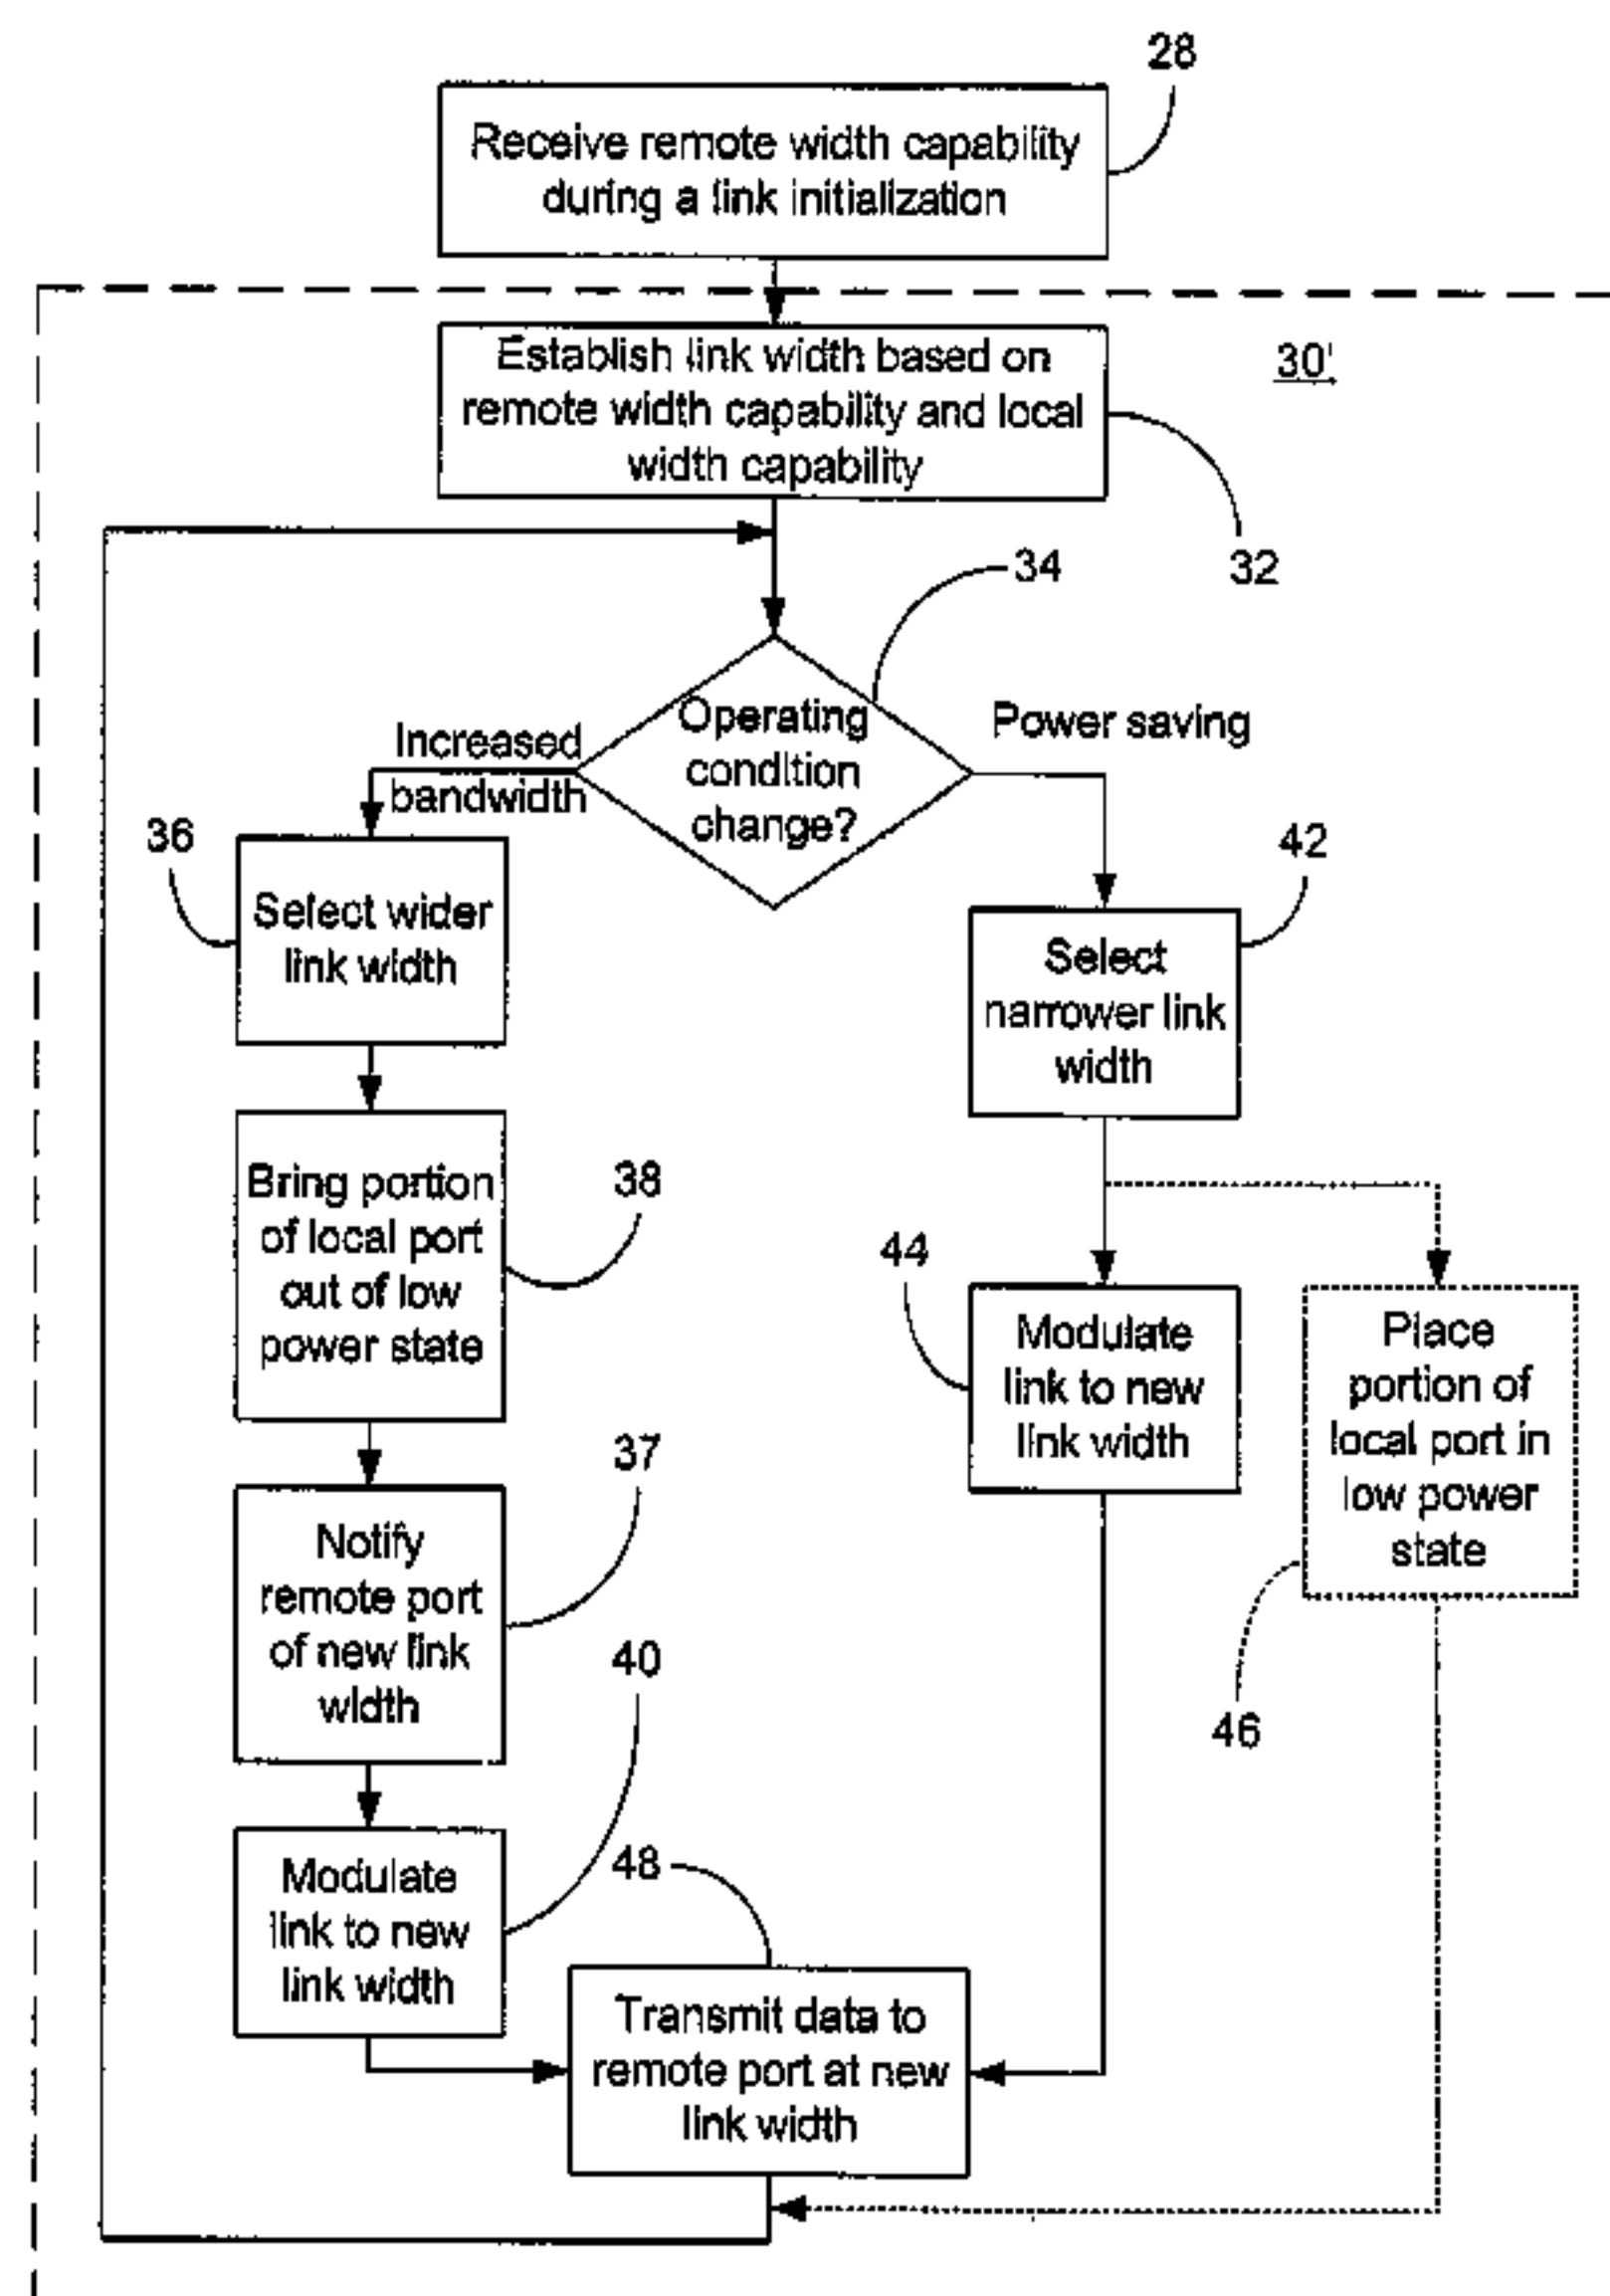 28
Receive remote width capability
during a link initialization
30'
Establish link width based on
remote width capability and local
width capability
32
34
Operating
condition
change?
Increased
bandwidth
Power saving
36
Select wider
link width
42
Select
narrower link
width
38
Bring portion
of local port
out of low
power state
44
Modulate
link to new
link width
Place
portion of
local port in
low power
state
46
37
Notify
remote port
of new link
width
40
Modulate
link to new
link width
48
Transmit data to
remote port at new
link width